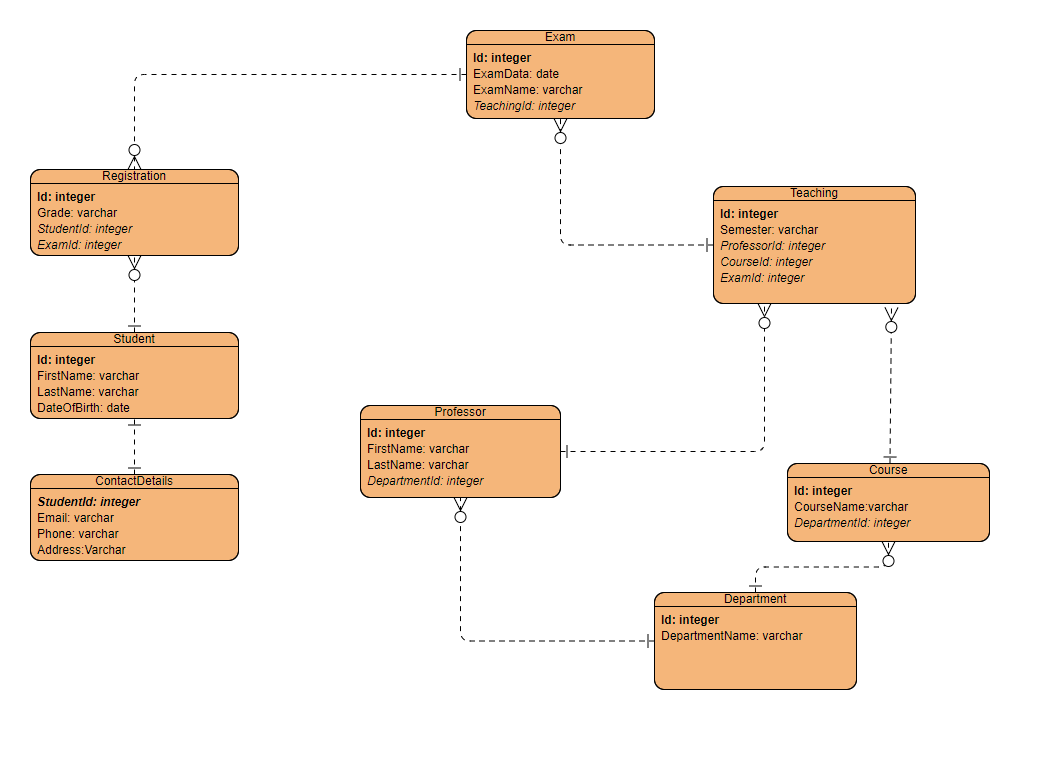 Exam
Id: integer
ExamData: date
ExamName: varchar
TeachingId: integer
Registration
Id: integer
Grade: varchar
StudentId: integer
ExamId: integer
Teaching
Id: integer
Semester: varchar
ProfessorId: integer
CourseId: integer
ExamId: integer
Student
Id: integer
FirstName: varchar
LastName: varchar
DateOfBirth: date
Professor
Id: integer
FirstName: varchar
LastName: varchar
DepartmentId: integer
Course
Id: integer
CourseName:varchar
DepartmentId: integer
ContactDetails
StudentId: integer
Email: varchar
Phone: varchar
Address:Varchar
Department
Id: integer
DepartmentName: varchar